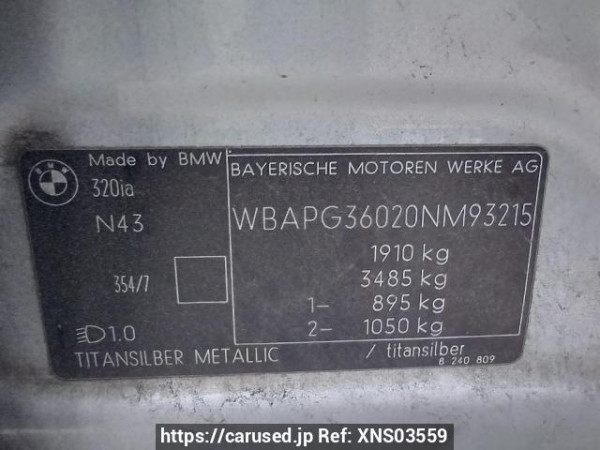 BMW
Made by BMW
320ia
N43
354/7
1.0
TITANSILBER METALLIC / titansilber
BAYERISCHE MOTOREN WERKE AG
WBAPG36020NM93215
1910 kg
3485 kg
1- 895 kg
2- 1050 kg
8 240 809
https://carused.jp Ref: XNS03559